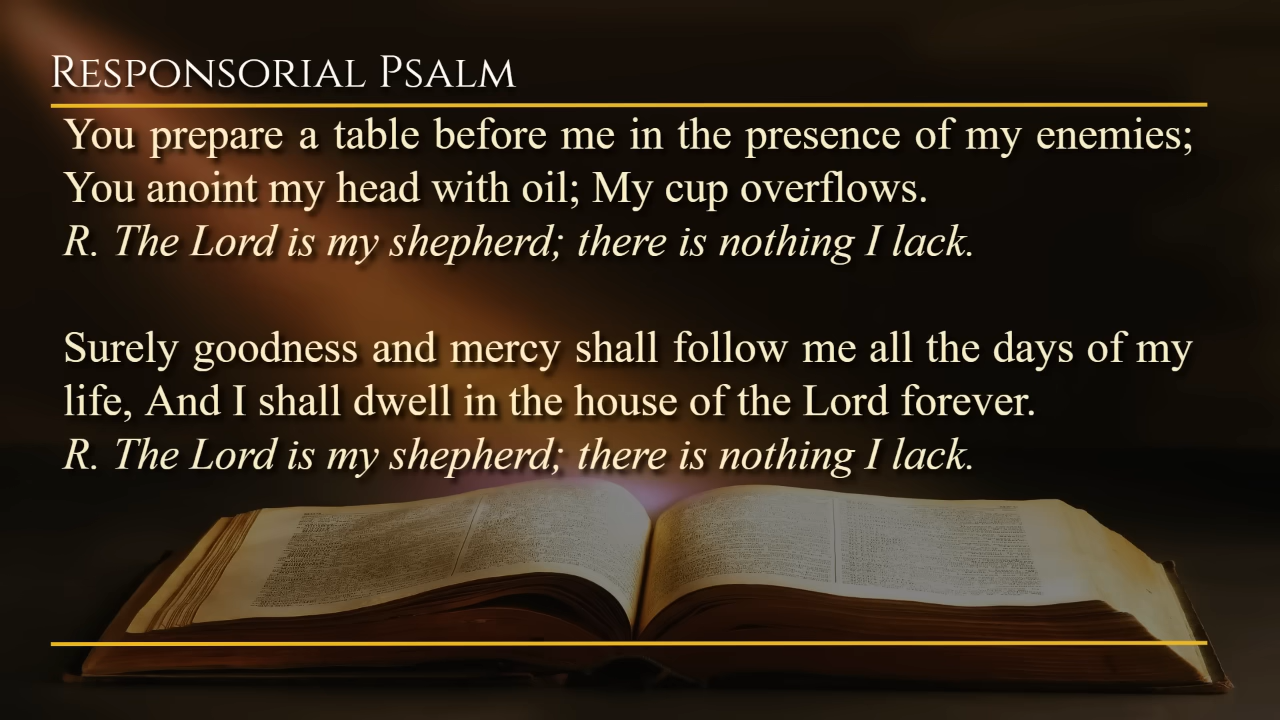 Responsorial Psalm
You prepare a table before me in the presence of my enemies;
You anoint my head with oil; My cup overflows.
R. The Lord is my shepherd; there is nothing I lack.
Surely goodness and mercy shall follow me all the days of my
life, And I shall dwell in the house of the Lord forever.
R. The Lord is my shepherd; there is nothing I lack.